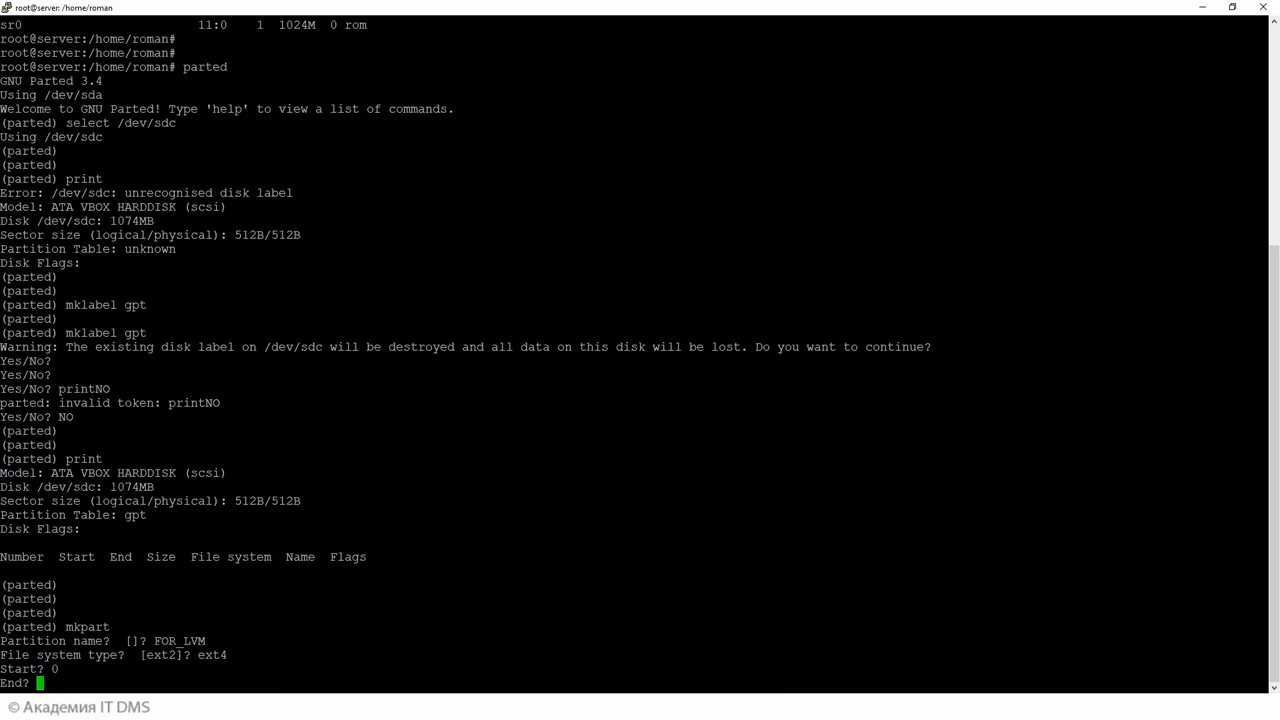 root@server: /home/roman
sr0 11:0 1 1024M 0 rom
root@server:/home/roman#
root@server:/home/roman#
root@server:/home/roman# parted
GNU Parted 3.4
Using /dev/sda
Welcome to GNU Parted! Type 'help' to view a list of commands.
(parted) select /dev/sdc
Using /dev/sdc
(parted)
(parted)
(parted) print
Error: /dev/sdc: unrecognised disk label
Model: ATA VBOX HARDDISK (scsi)
Disk /dev/sdc: 1074MB
Sector size (logical/physical): 512B/512B
Partition Table: unknown
Disk Flags:
(parted)
(parted)
(parted) mklabel gpt
(parted)
(parted) mklabel gpt
Warning: The existing disk label on /dev/sdc will be destroyed and all data on this disk will be lost. Do you want to continue?
Yes/No?
Yes/No?
Yes/No? printNO
parted: invalid token: printNO
Yes/No? NO
(parted)
(parted)
(parted) print
Model: ATA VBOX HARDDISK (scsi)
Disk /dev/sdc: 1074MB
Sector size (logical/physical): 512B/512B
Partition Table: gpt
Disk Flags:
Number Start End Size File system Name Flags
(parted)
(parted)
(parted)
(parted) mkpart
Partition name? []? FOR_LVM
File system type? [ext2]? ext4
Start? 0
End?
© Академия IT DMS